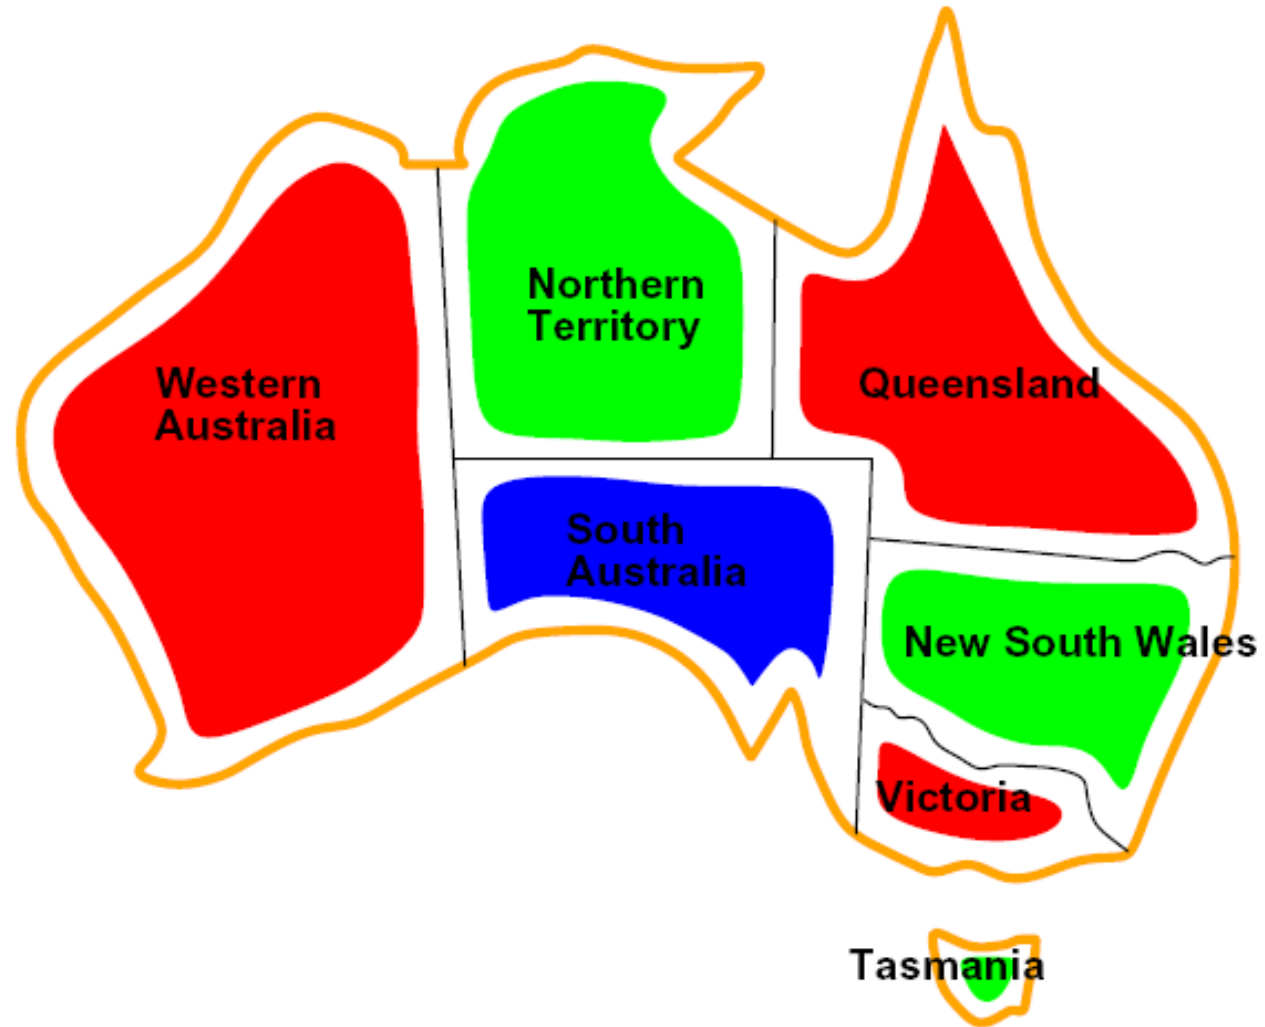 Northern
Territory
Western
Australia
Queensland
South
Australia
New South Wales
Victoria
Tasmania